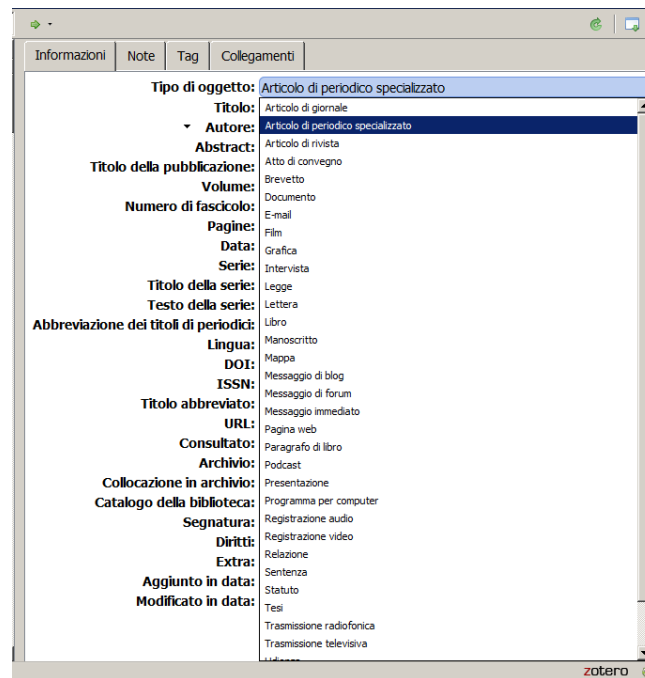 Informazioni Note Tag Collegamenti
Tipo di oggetto: Articolo di periodico specializzato
Titolo:
Autore:
Abstract:
Titolo della pubblicazione:
Volume:
Numero di fascicolo:
Pagine:
Data:
Serie:
Titolo della serie:
Testo della serie:
Abbreviazione dei titoli di periodici:
Lingua:
DOI:
ISSN:
Titolo abbreviato:
URL:
Consultato:
Archivio:
Collocazione in archivio:
Catalogo della biblioteca:
Segnatura:
Diritti:
Extra:
Aggiunto in data:
Modificato in data:
Articolo di giornale
Articolo di periodico specializzato
Articolo di rivista
Atto di convegno
Brevetto
Documento
E-mail
Film
Grafica
Intervista
Legge
Lettera
Libro
Manoscritto
Mappa
Messaggio di blog
Messaggio di forum
Messaggio immediato
Pagina web
Paragrafo di libro
Podcast
Presentazione
Programma per computer
Registrazione audio
Registrazione video
Relazione
Sentenza
Statuto
Tesi
Trasmissione radiofonica
Trasmissione televisiva
zotero